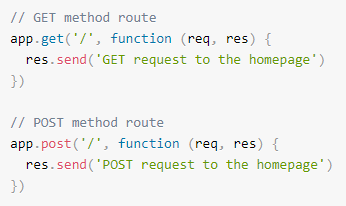 // GET method route
app.get('/', function (req, res) {
  res.send('GET request to the homepage')
})

// POST method route
app.post('/', function (req, res) {
  res.send('POST request to the homepage')
})